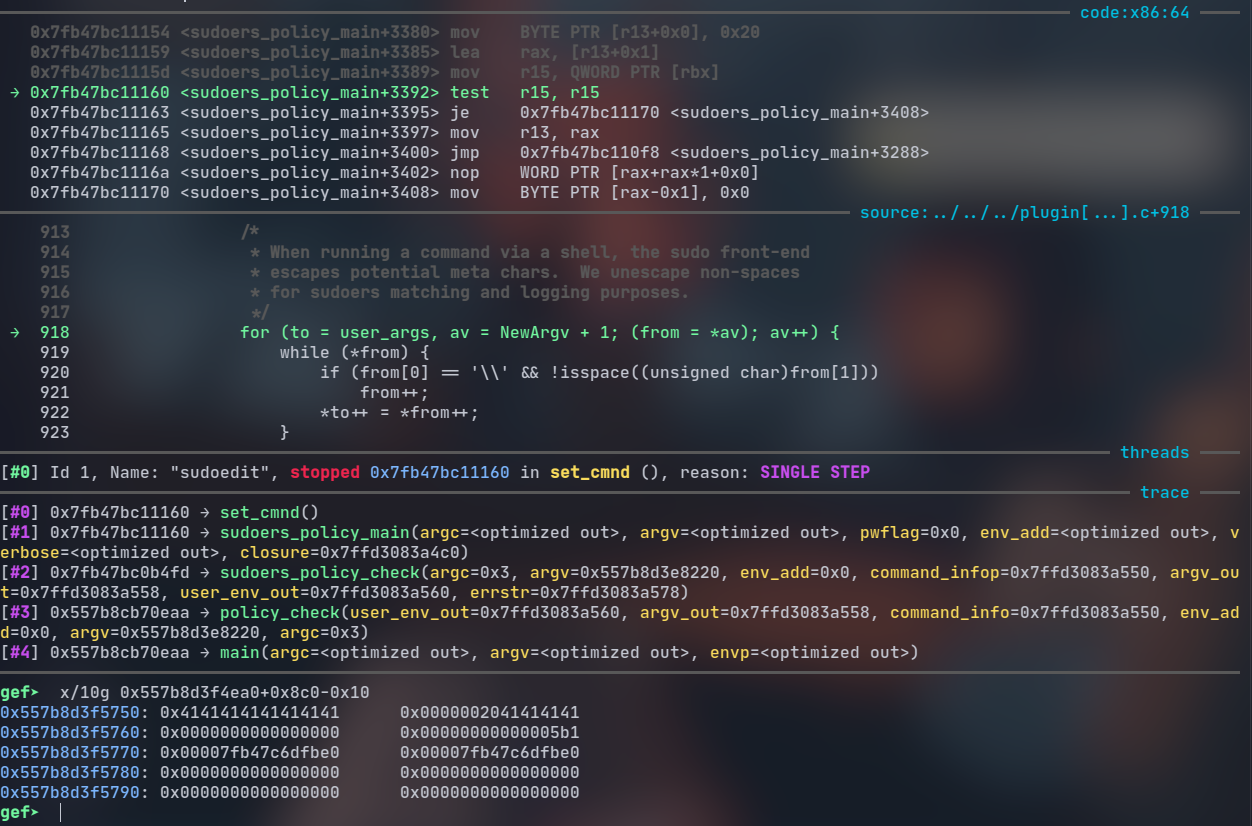 code:x86:64
0x7fb47bc11154 <sudoers_policy_main+3380> mov BYTE PTR [r13+0x0], 0x20
0x7fb47bc11159 <sudoers_policy_main+3385> lea rax, [r13+0x1]
0x7fb47bc1115d <sudoers_policy_main+3389> mov r15, QWORD PTR [rbx]
→ 0x7fb47bc11160 <sudoers_policy_main+3392> test r15, r15
0x7fb47bc11163 <sudoers_policy_main+3395> je 0x7fb47bc11170 <sudoers_policy_main+3408>
0x7fb47bc11165 <sudoers_policy_main+3397> mov r13, rax
0x7fb47bc11168 <sudoers_policy_main+3400> jmp 0x7fb47bc110f8 <sudoers_policy_main+3288>
0x7fb47bc1116a <sudoers_policy_main+3402> nop WORD PTR [rax+rax*1+0x0]
0x7fb47bc11170 <sudoers_policy_main+3408> mov BYTE PTR [rax-0x1], 0x0
source:../../../plugin[...].c+918
913 /*
914 * When running a command via a shell, the sudo front-end
915 * escapes potential meta chars. We unescape non-spaces
916 * for sudoers matching and logging purposes.
917 */
→ 918 for (to = user_args, av = NewArgv + 1; (from = *av); av++) {
919 while (*from) {
920 if (from[0] == '\\' && !isspace((unsigned char)from[1]))
921 from++;
922 *to++ = *from++;
923 }
threads
[#0] Id 1, Name: "sudoedit", stopped 0x7fb47bc11160 in set_cmnd (), reason: SINGLE STEP
trace
[#0] 0x7fb47bc11160 → set_cmnd()
[#1] 0x7fb47bc11160 → sudoers_policy_main(argc=<optimized out>, argv=<optimized out>, pwflag=0x0, env_add=<optimized out>, v
erbose=<optimized out>, closure=0x7ffd3083a4c0)
[#2] 0x7fb47bc0b4fd → sudoers_policy_check(argc=0x3, argv=0x557b8d3e8220, env_add=0x0, command_infop=0x7ffd3083a550, argv_ou
t=0x7ffd3083a558, user_env_out=0x7ffd3083a560, errstr=0x7ffd3083a578)
[#3] 0x557b8cb70eaa → policy_check(user_env_out=0x7ffd3083a560, argv_out=0x7ffd3083a558, command_info=0x7ffd3083a550, env_ad
d=0x0, argv=0x557b8d3e8220, argc=0x3)
[#4] 0x557b8cb70eaa → main(argc=<optimized out>, argv=<optimized out>, envp=<optimized out>)
gef➤ x/10g 0x557b8d3f4ea0+0x8c0-0x10
0x557b8d3f5750: 0x4141414141414141 0x0000002041414141
0x557b8d3f5760: 0x0000000000000000 0x00000000000005b1
0x557b8d3f5770: 0x00007fb47c6dfbe0 0x00007fb47c6dfbe0
0x557b8d3f5780: 0x0000000000000000 0x0000000000000000
0x557b8d3f5790: 0x0000000000000000 0x0000000000000000
gef➤